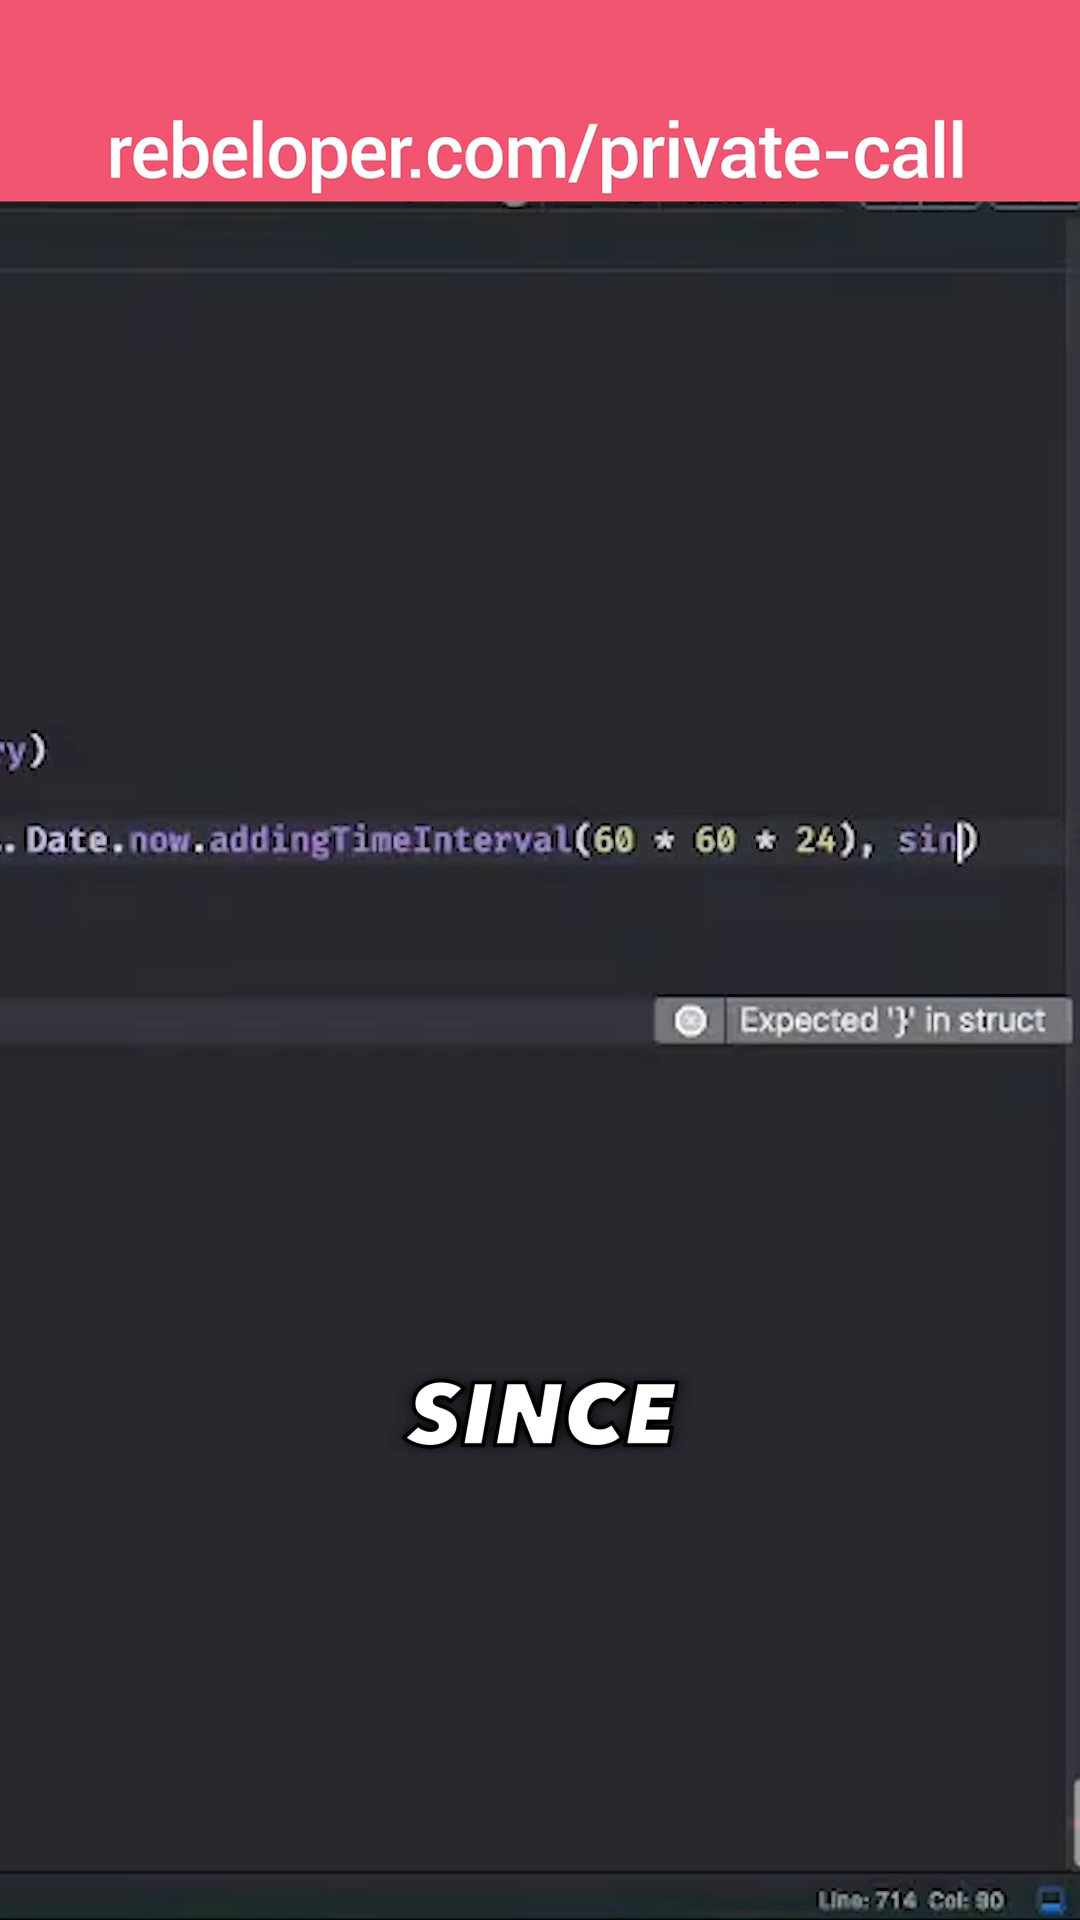 rebeloper.com/private-call
ry)
..Date.now.addingTimeInterval(60 * 60 * 24), sin)
Expected '}' in struct
SINCE
Line: 714 Col: 90